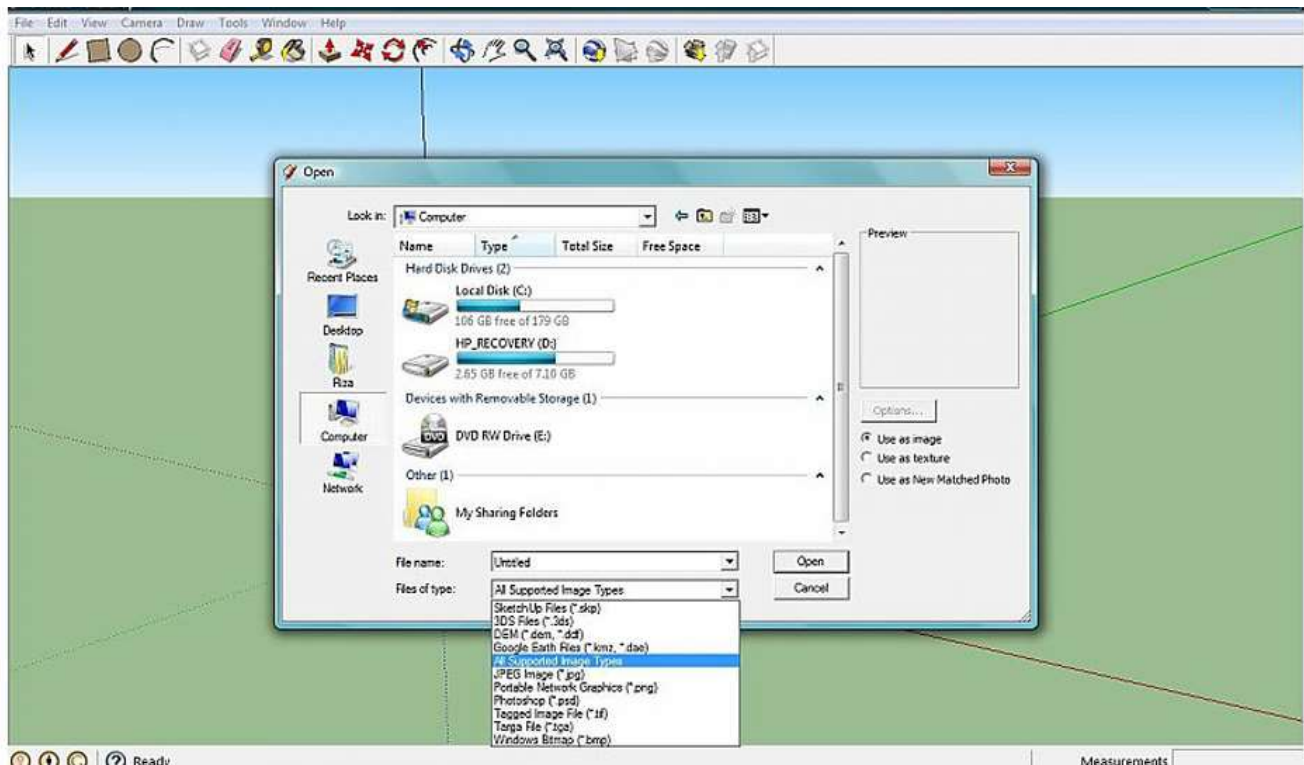 File Edit View Camera Draw Tools Window Help
Open
Look in: Computer
Name Type Total Size Free Space
Hard Disk Drives (2)
Local Disk (C:)
106 GB free of 179 GB
HP_RECOVERY (D:)
2.65 GB free of 7.10 GB
Devices with Removable Storage (1)
DVD
DVD RW Drive (E:)
Other (1)
My Sharing Folders
Recent Places
Desktop
Riza
Computer
Network
Preview
Options...
Use as image
Use as texture
Use as New Matched Photo
File name: Untitled
Open
Files of type: All Supported Image Types
Cancel
SketchUp Files (*.skp)
3DS Files (*.3ds)
DEM (*.dem, *.ddf)
Google Earth Files (*.kmz, *.dae)
All Supported Image Types
JPEG Image (*.jpg)
Portable Network Graphics (*.png)
Photoshop (*.psd)
Tagged Image File (*.tif)
Targa File (*.tga)
Windows Bitmap (*.bmp)
Ready
Measurements